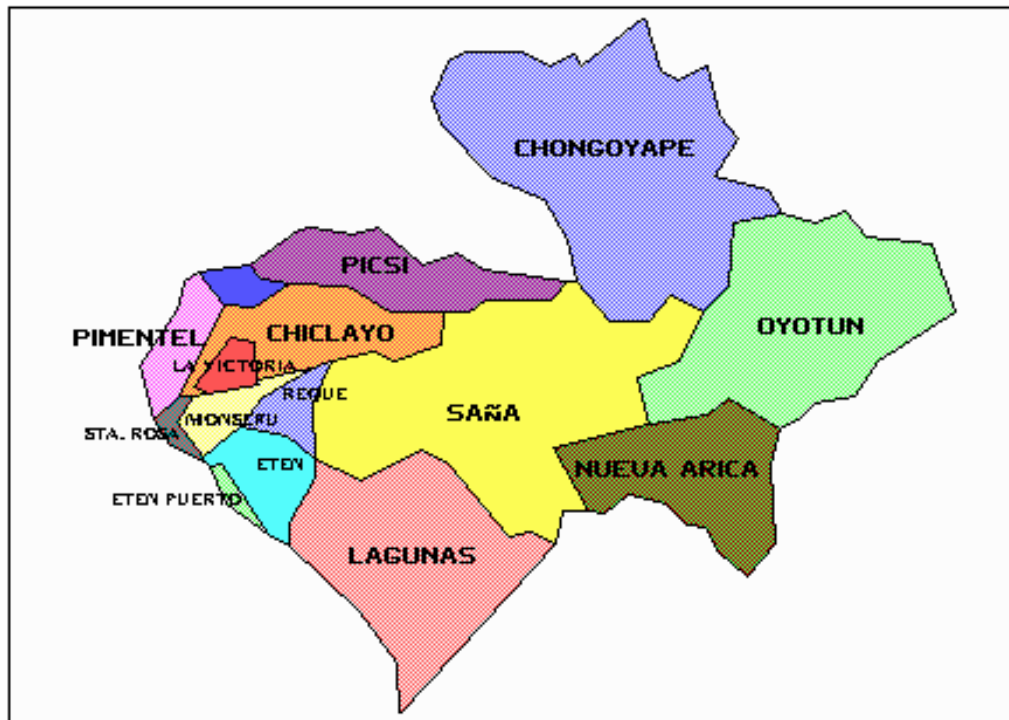 CHONGOYAPE
PICSI
PIMENTEL
CHICLAYO
OYOTUN
LA VICTORIA
REQUE
SAÑA
MONSEFU
STA. ROSA
ETEN
NUEVA ARICA
ETEN PUERTO
LAGUNAS